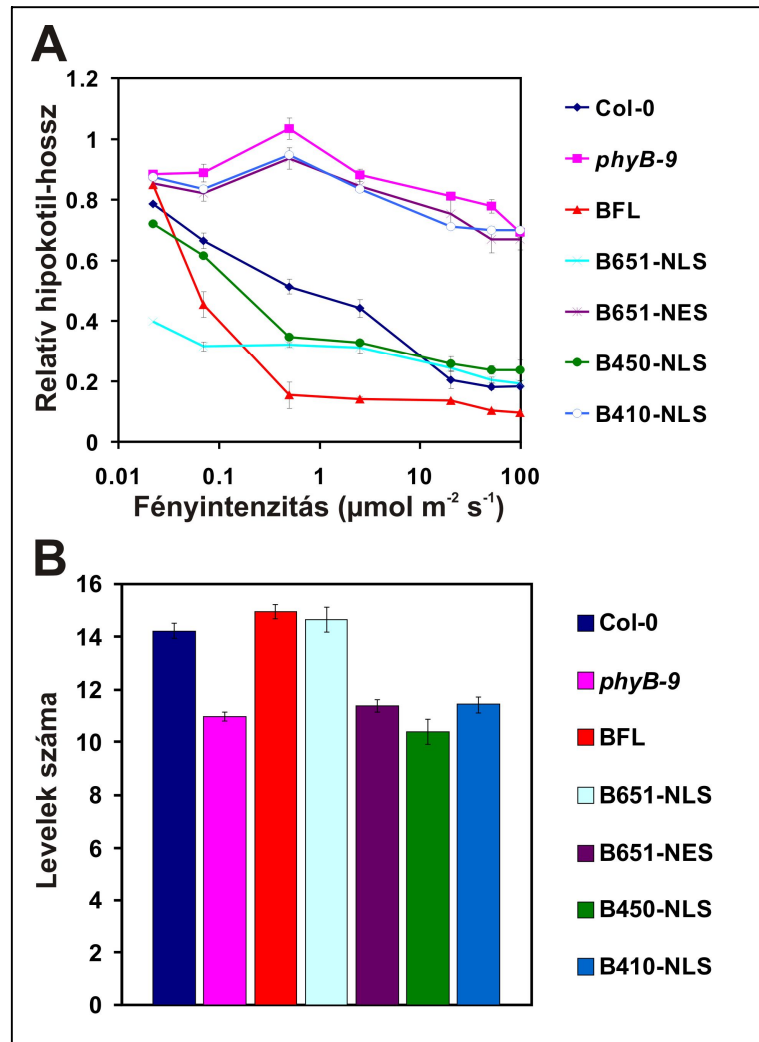 A
Relatív hipokotil-hossz
1.2
1
0.8
0.6
0.4
0.2
0
0.01
0.1
1
10
100
Fényintenzitás (µmol m⁻² s⁻¹)
Col-0
phyB-9
BFL
B651-NLS
B651-NES
B450-NLS
B410-NLS
B
Levelek száma
16
14
12
10
8
6
4
2
0
Col-0
phyB-9
BFL
B651-NLS
B651-NES
B450-NLS
B410-NLS